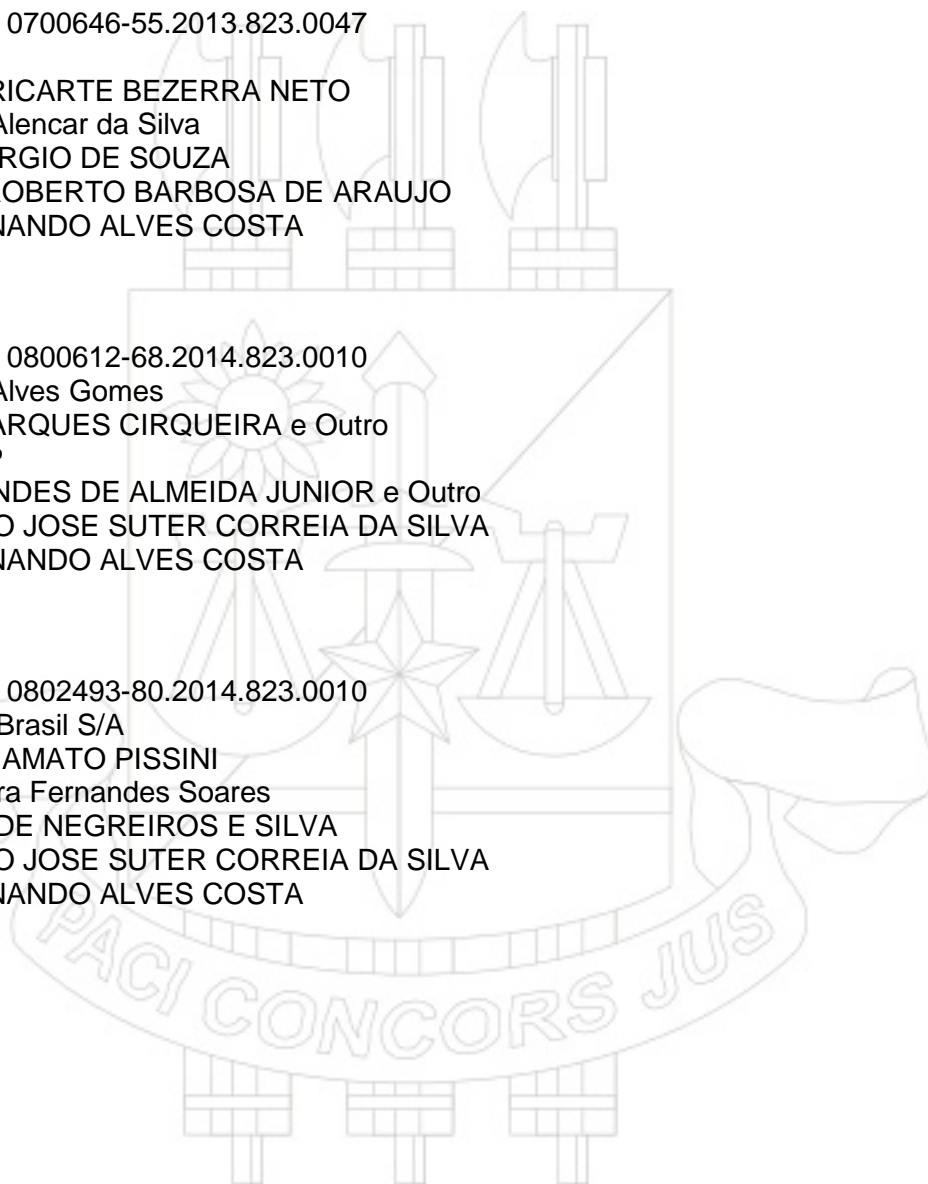 0700646-55.2013.823.0047
RICARTE BEZERRA NETO
Alencar da Silva
RGIO DE SOUZA
ROBERTO BARBOSA DE ARAUJO
NANDO ALVES COSTA
0800612-68.2014.823.0010
Alves Gomes
ARQUES CIRQUEIRA e Outro
NDES DE ALMEIDA JUNIOR e Outro
O JOSE SUTER CORREIA DA SILVA
NANDO ALVES COSTA
0802493-80.2014.823.0010
Brasil S/A
AMATO PISSINI
ra Fernandes Soares
DE NEGREIROS E SILVA
O JOSE SUTER CORREIA DA SILVA
NANDO ALVES COSTA
PACI CONCORS JUS